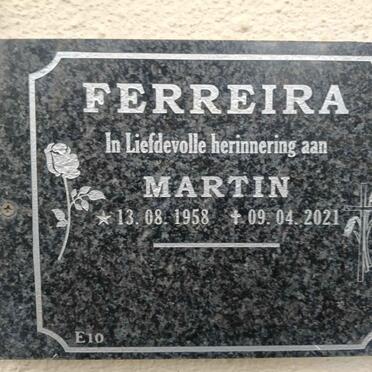 FERREIRA
In Liefdevolle herinnering aan
MARTIN
★ 13. 08. 1958 ✝ 09. 04. 2021
E10